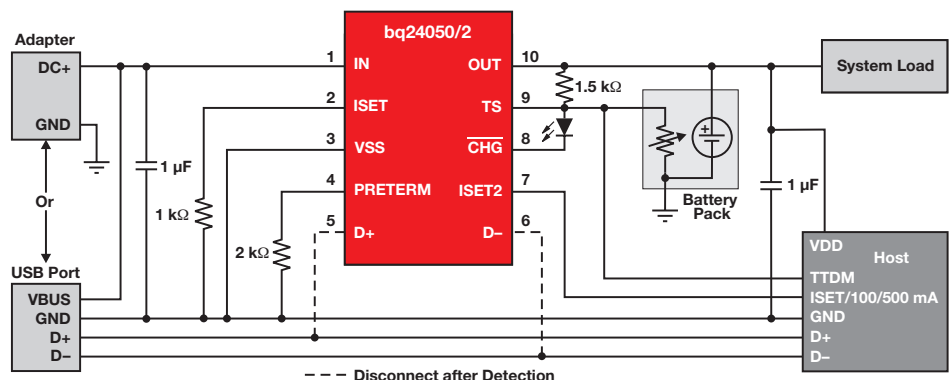 Adapter
DC+
GND
Or
USB Port
VBUS
GND
D+
D–
1 µF
1 kΩ
2 kΩ
bq24050/2
1 IN
2 ISET
3 VSS
4 PRETERM
5 D+
OUT 10
TS 9
CHG 8
ISET2 7
D– 6
1.5 kΩ
System Load
+
Battery
Pack
1 µF
Host
VDD
TTDM
ISET/100/500 mA
GND
D+
D–
Disconnect after Detection